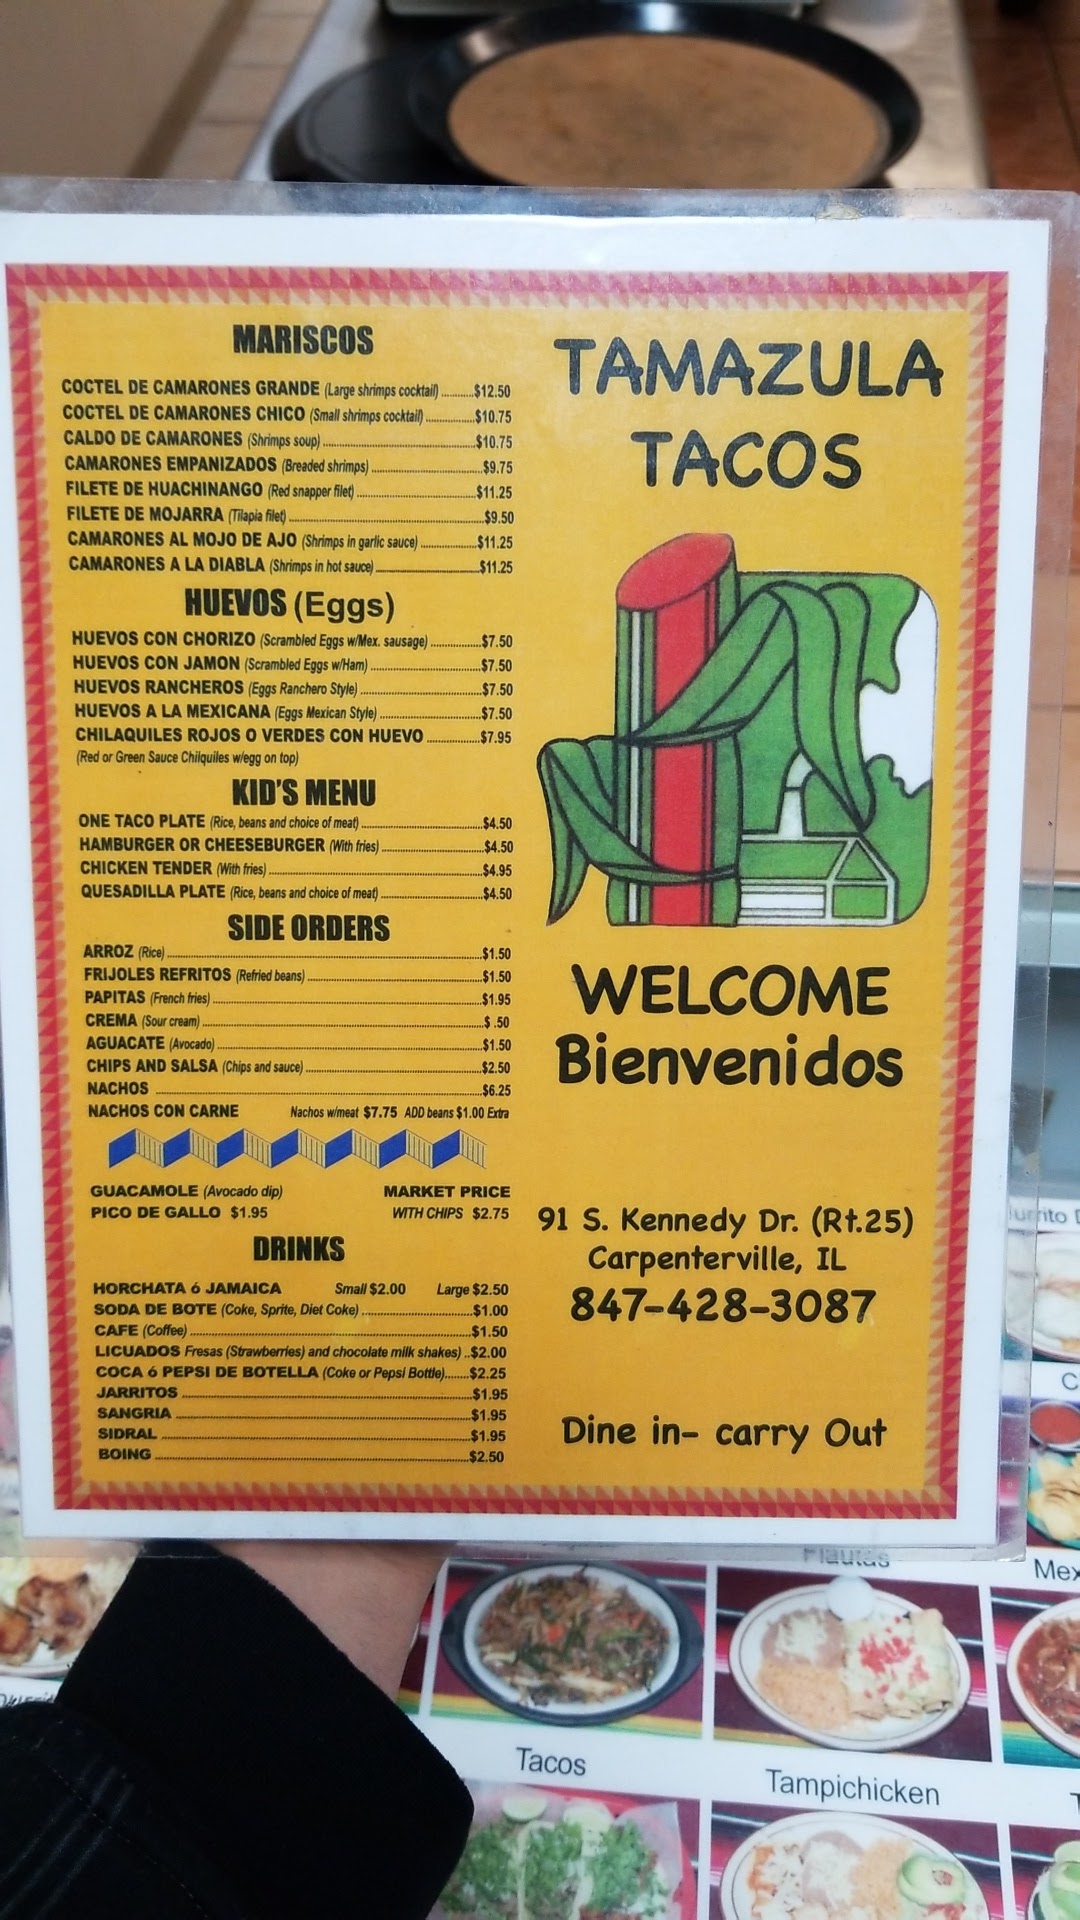 MARISCOS
COCTEL DE CAMARONES GRANDE (Large shrimps cocktail) $12.50
COCTEL DE CAMARONES CHICO (Small shrimps cocktail) $10.75
CALDO DE CAMARONES (Shrimps soup) $10.75
CAMARONES EMPANIZADOS (Breaded shrimps) $9.75
FILETE DE HUACHINANGO (Red snapper filet) $11.25
FILETE DE MOJARRA (Tilapia filet) $9.50
CAMARONES AL MOJO DE AJO (Shrimps in garlic sauce) $11.25
CAMARONES A LA DIABLA (Shrimps in hot sauce) $11.25
HUEVOS (Eggs)
HUEVOS CON CHORIZO (Scrambled Eggs w/Mex. sausage) $7.50
HUEVOS CON JAMON (Scrambled Eggs w/Ham) $7.50
HUEVOS RANCHEROS (Eggs Ranchero Style) $7.50
HUEVOS A LA MEXICANA (Eggs Mexican Style) $7.50
CHILAQUILES ROJOS O VERDES CON HUEVO $7.95
(Red or Green Sauce Chilquiles w/egg on top)
KID'S MENU
ONE TACO PLATE (Rice, beans and choice of meat) $4.50
HAMBURGER OR CHEESEBURGER (With fries) $4.50
CHICKEN TENDER (With fries) $4.95
QUESADILLA PLATE (Rice, beans and choice of meat) $4.50
SIDE ORDERS
ARROZ (Rice) $1.50
FRIJOLES REFRITOS (Refried beans) $1.50
PAPITAS (French fries) $1.95
CREMA (Sour cream) $ .50
AGUACATE (Avocado) $1.50
CHIPS AND SALSA (Chips and sauce) $2.50
NACHOS $6.25
NACHOS CON CARNE Nachos w/meat $7.75 ADD beans $1.00 Extra
GUACAMOLE (Avocado dip) MARKET PRICE
PICO DE GALLO $1.95 WITH CHIPS $2.75
DRINKS
HORCHATA ó JAMAICA Small $2.00 Large $2.50
SODA DE BOTE (Coke, Sprite, Diet Coke) $1.00
CAFE (Coffee) $1.50
LICUADOS Fresas (Strawberries) and chocolate milk shakes) $2.00
COCA ó PEPSI DE BOTELLA (Coke or Pepsi Bottle) $2.25
JARRITOS $1.95
SANGRIA $1.95
SIDRAL $1.95
BOING $2.50
TAMAZULA
TACOS
WELCOME
Bienvenidos
91 S. Kennedy Dr. (Rt.25)
Carpenterville, IL
847-428-3087
Dine in- carry Out
Flautas
Mex
Tacos
Tampichicken